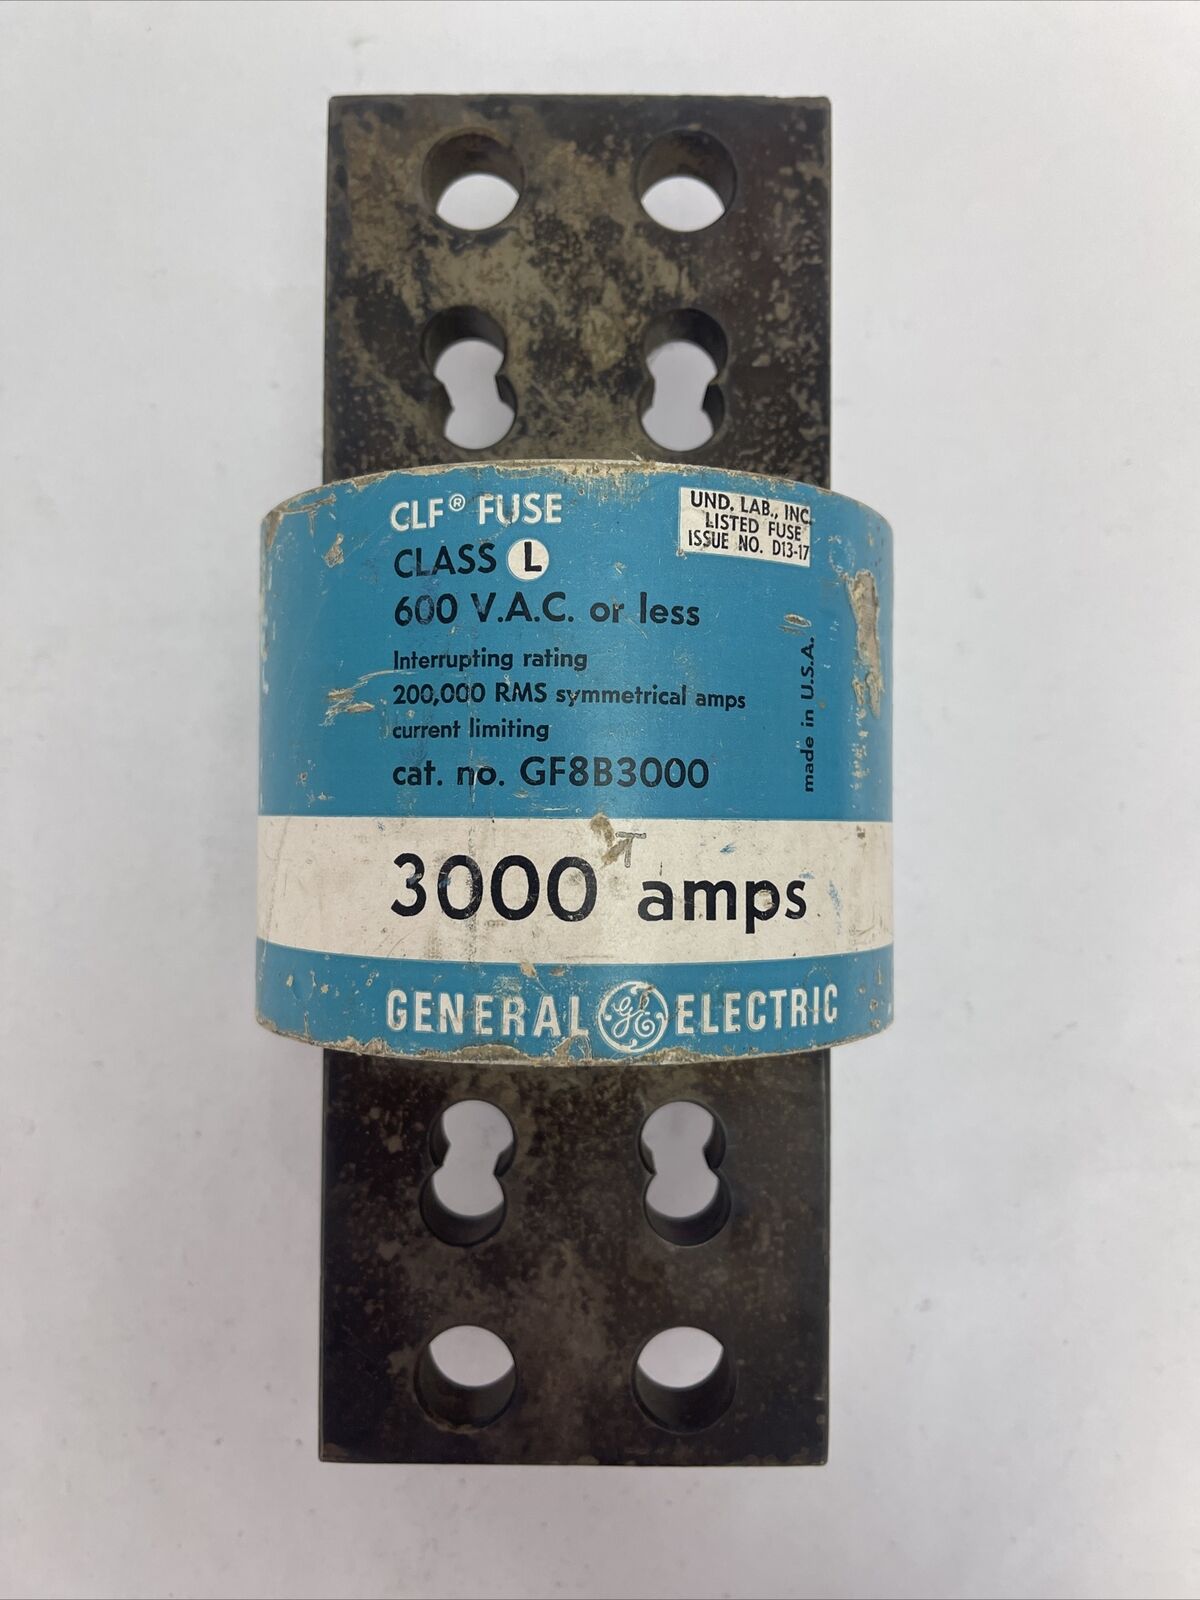 CLF® FUSE
CLASS L
600 V.A.C. or less
Interrupting rating
200,000 RMS symmetrical amps
current limiting
cat. no. GF8B3000
UND. LAB., INC.
LISTED FUSE
ISSUE NO. D13-17
made in U.S.A.
3000 amps
GENERAL GE ELECTRIC